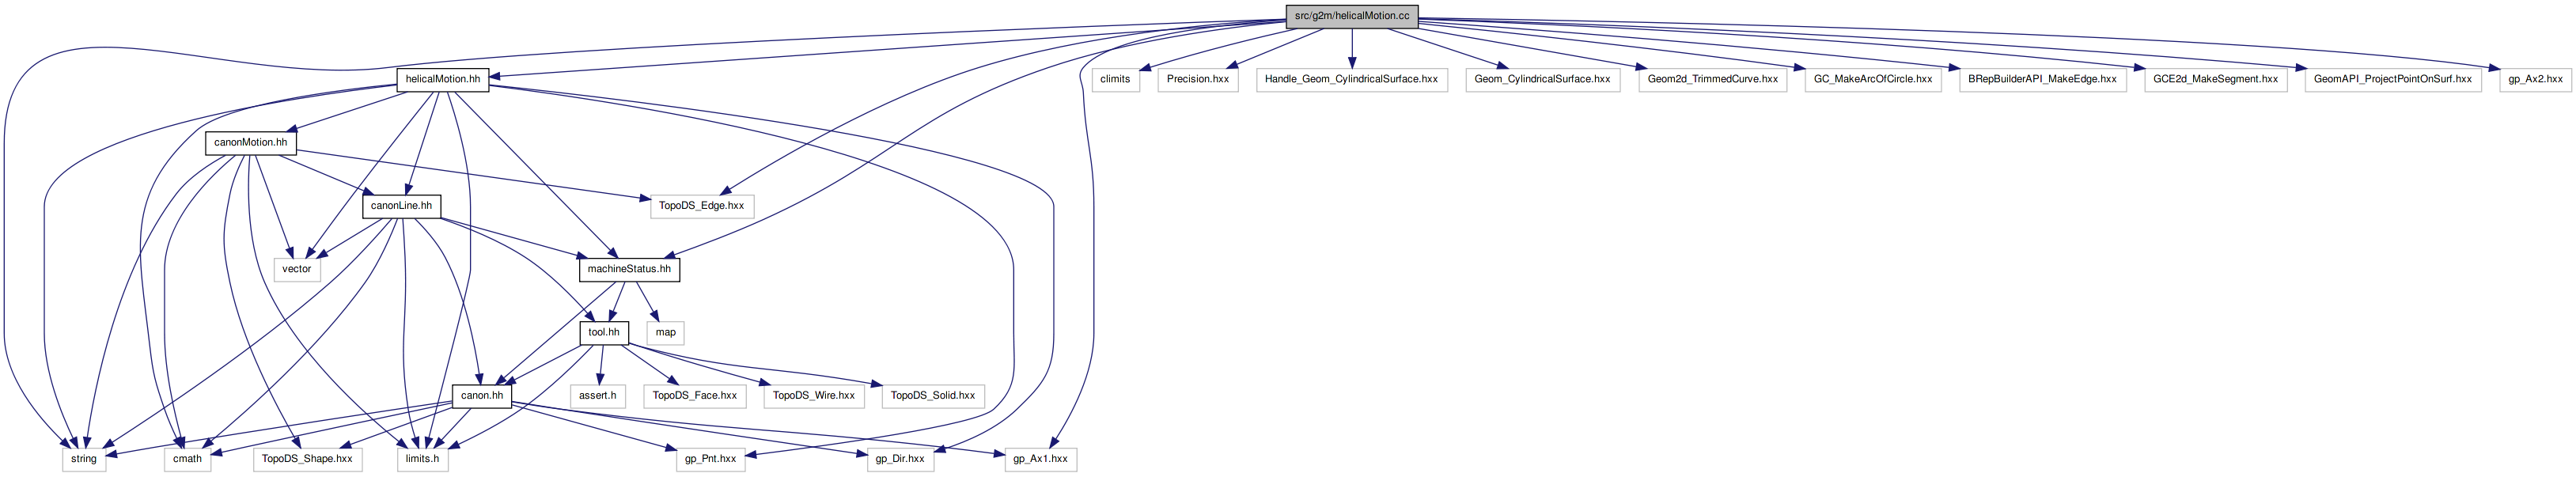 src/g2m/helicalMotion.cc
helicalMotion.hh
climits
Precision.hxx
Handle_Geom_CylindricalSurface.hxx
Geom_CylindricalSurface.hxx
Geom2d_TrimmedCurve.hxx
GC_MakeArcOfCircle.hxx
BRepBuilderAPI_MakeEdge.hxx
GCE2d_MakeSegment.hxx
GeomAPI_ProjectPointOnSurf.hxx
gp_Ax2.hxx
canonMotion.hh
canonLine.hh
TopoDS_Edge.hxx
vector
machineStatus.hh
tool.hh
map
canon.hh
assert.h
TopoDS_Face.hxx
TopoDS_Wire.hxx
TopoDS_Solid.hxx
string
cmath
TopoDS_Shape.hxx
limits.h
gp_Pnt.hxx
gp_Dir.hxx
gp_Ax1.hxx